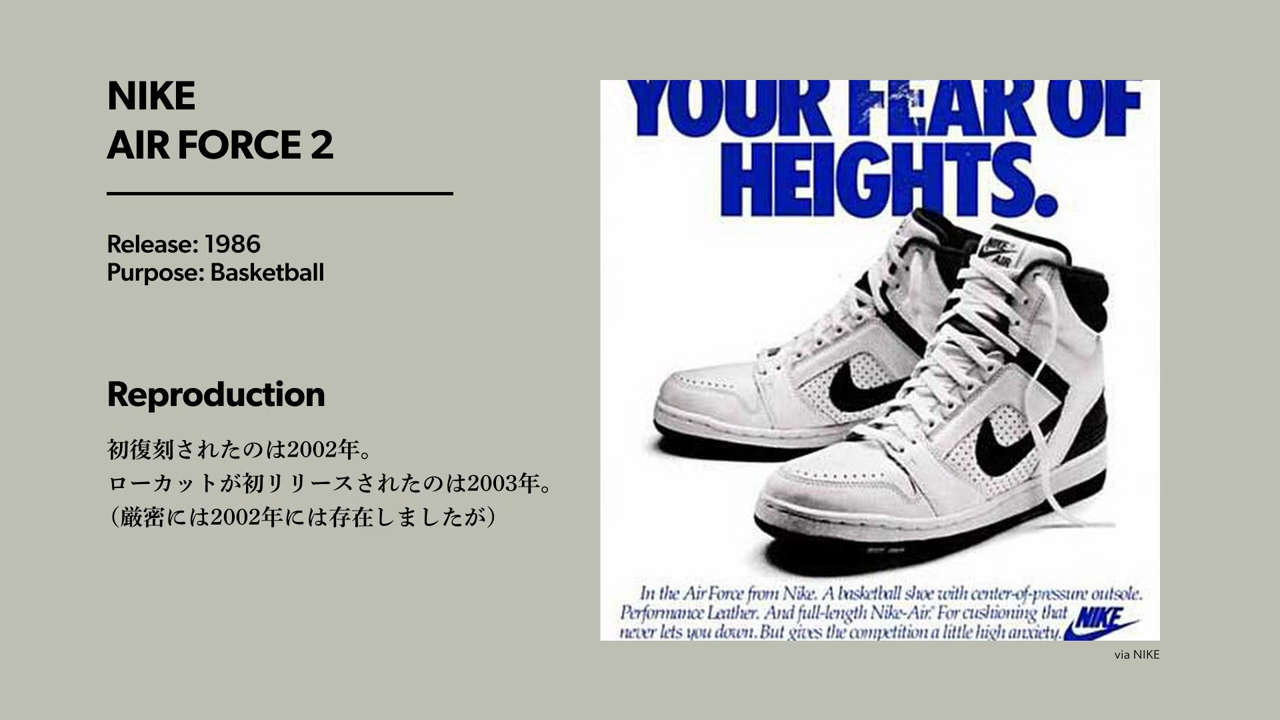 NIKE
AIR FORCE 2
Release: 1986
Purpose: Basketball
Reproduction
初復刻されたのは2002年。
ローカットが初リリースされたのは2003年。
（厳密には2002年には存在しましたが）
YOUR FEAR OF
HEIGHTS.
NIKE
AIR
In the Air Force from Nike. A basketball shoe with center-of-pressure outsole.
Performance Leather. And full-length Nike-Air.® For cushioning that
never lets you down. But gives the competition a little high anxiety.
NIKE
via NIKE